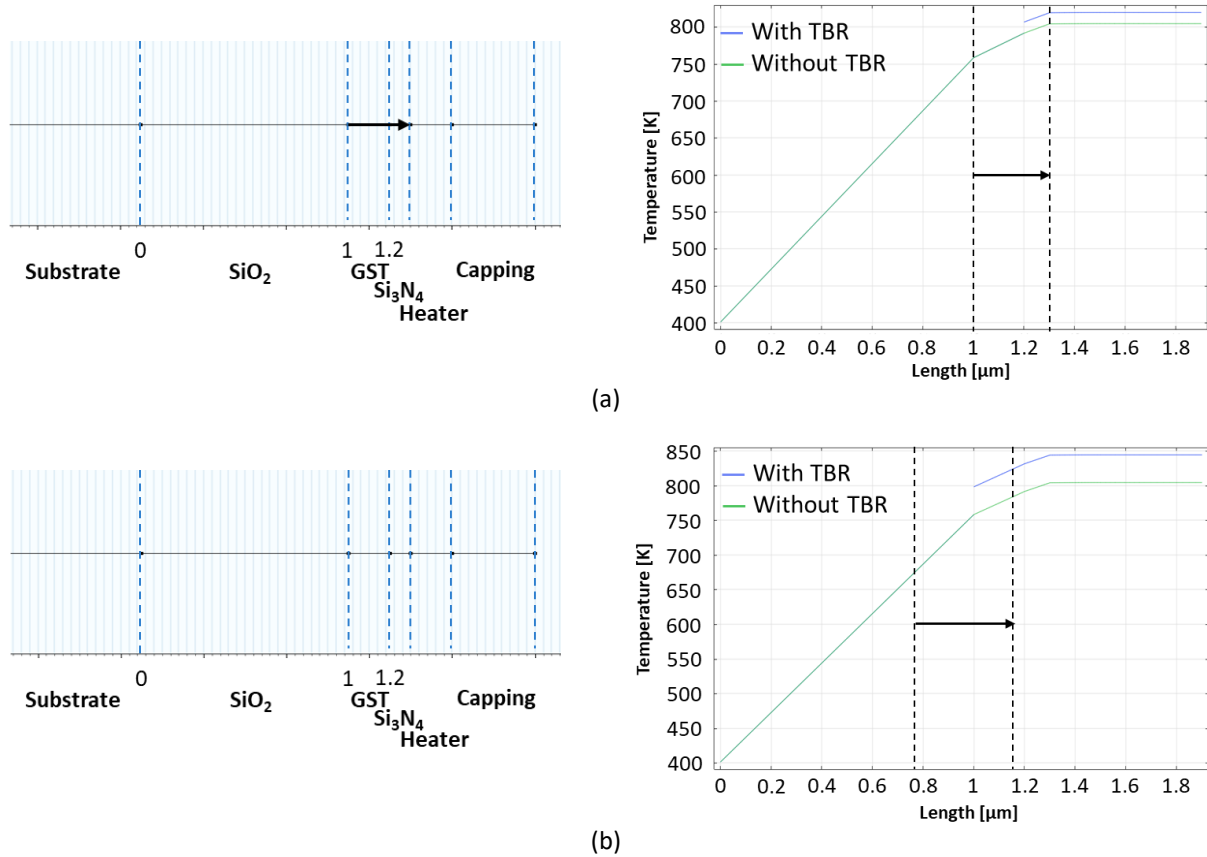 With TBR
Without TBR
Temperature [K]
800
750
700
650
600
550
500
450
400
0 0.2 0.4 0.6 0.8 1 1.2 1.4 1.6 1.8
Length [µm]
0 1 1.2
Substrate SiO₂ GST Capping
Si₃N₄
Heater
(a)
With TBR
Without TBR
Temperature [K]
850
800
750
700
650
600
550
500
450
400
0 0.2 0.4 0.6 0.8 1 1.2 1.4 1.6 1.8
Length [µm]
0 1 1.2
Substrate SiO₂ GST Capping
Si₃N₄
Heater
(b)